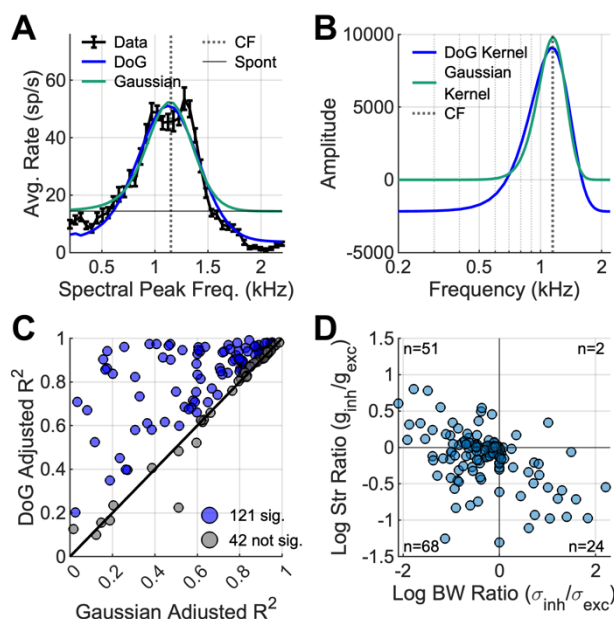 A
Data
DoG
Gaussian
CF
Spont
Avg. Rate (sp/s)
60
40
20
0
0.5
1
1.5
2
Spectral Peak Freq. (kHz)
B
DoG Kernel
Gaussian
Kernel
CF
Amplitude
10000
5000
0
-5000
0.2
0.5
1
2
Frequency (kHz)
C
DoG Adjusted R²
1
0.8
0.6
0.4
0.2
0
121 sig.
42 not sig.
0
0.2
0.4
0.6
0.8
1
Gaussian Adjusted R²
D
Log Str Ratio (g_inh/g_exc)
1.5
1
0.5
0
-0.5
-1
-1.5
n=51
n=2
n=68
n=24
-2
0
2
Log BW Ratio (σ_inh/σ_exc)